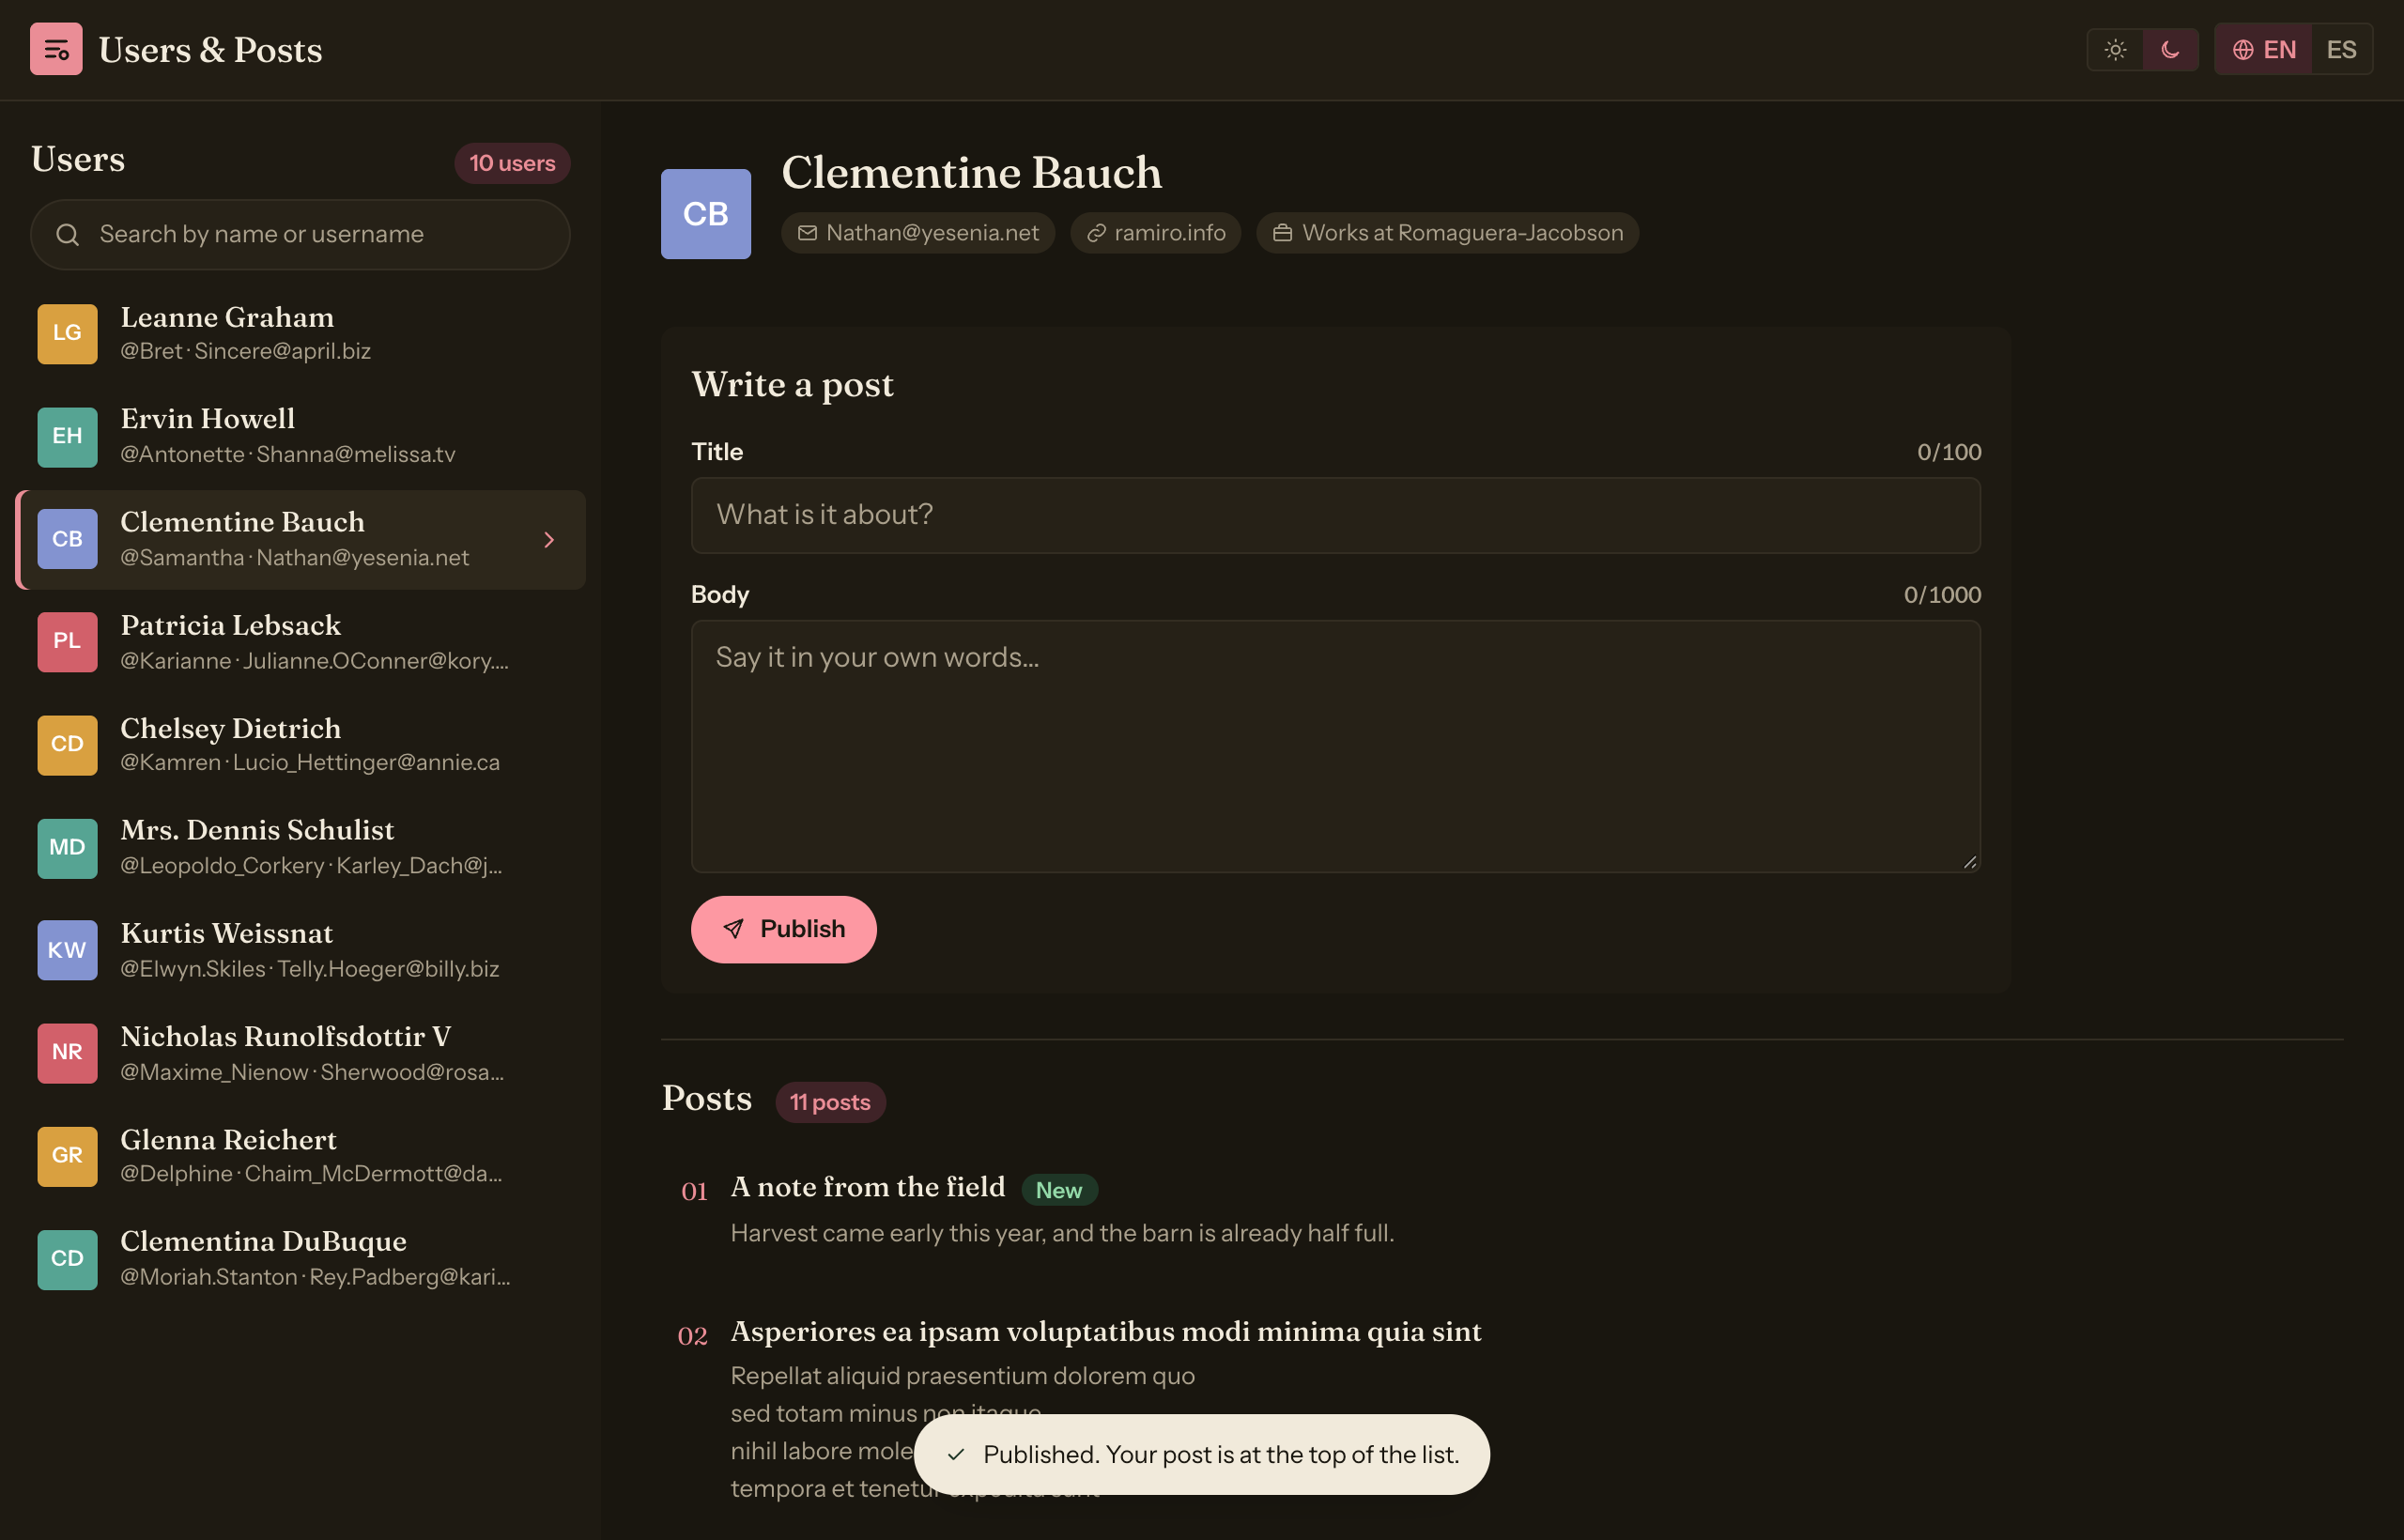 Users & Posts
EN
ES
Users
10 users
Search by name or username
LG
Leanne Graham
@Bret · Sincere@april.biz
EH
Ervin Howell
@Antonette · Shanna@melissa.tv
CB
Clementine Bauch
@Samantha · Nathan@yesenia.net
PL
Patricia Lebsack
@Karianne · Julianne.OConner@kory....
CD
Chelsey Dietrich
@Kamren · Lucio_Hettinger@annie.ca
MD
Mrs. Dennis Schulist
@Leopoldo_Corkery · Karley_Dach@j...
KW
Kurtis Weissnat
@Elwyn.Skiles · Telly.Hoeger@billy.biz
NR
Nicholas Runolfsdottir V
@Maxime_Nienow · Sherwood@rosa...
GR
Glenna Reichert
@Delphine · Chaim_McDermott@da...
CD
Clementina DuBuque
@Moriah.Stanton · Rey.Padberg@kari...
CB
Clementine Bauch
Nathan@yesenia.net
ramiro.info
Works at Romaguera-Jacobson
Write a post
Title
0/100
What is it about?
Body
0/1000
Say it in your own words...
Publish
Posts
11 posts
01
A note from the field
New
Harvest came early this year, and the barn is already half full.
02
Asperiores ea ipsam voluptatibus modi minima quia sint
Repellat aliquid praesentium dolorem quo
sed totam minus non itaque
nihil labore mole
tempora et tenetur
Published. Your post is at the top of the list.